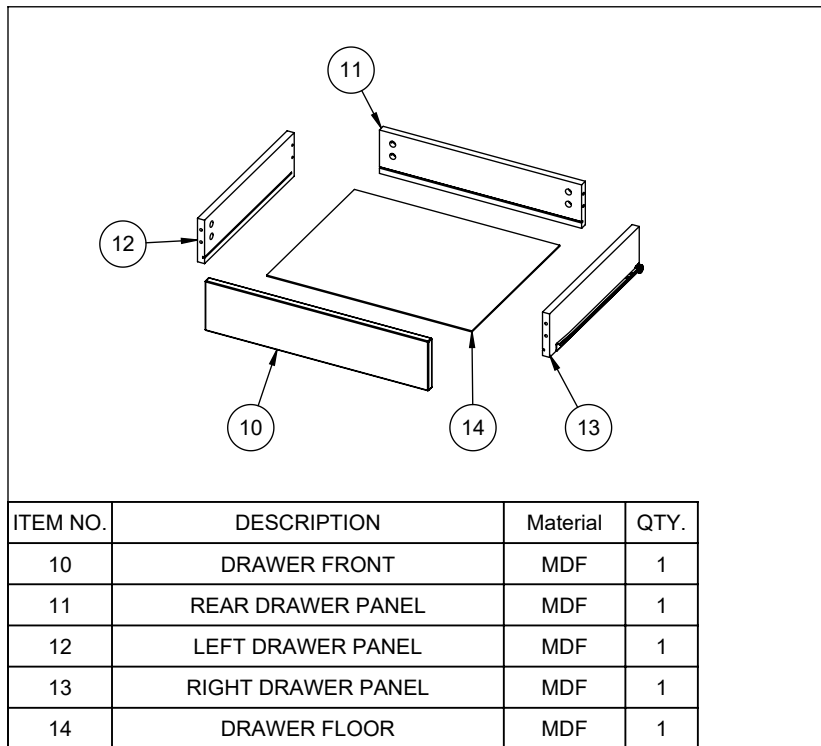 11
12
10
14
13
ITEM NO. DESCRIPTION Material QTY.
10 DRAWER FRONT MDF 1
11 REAR DRAWER PANEL MDF 1
12 LEFT DRAWER PANEL MDF 1
13 RIGHT DRAWER PANEL MDF 1
14 DRAWER FLOOR MDF 1